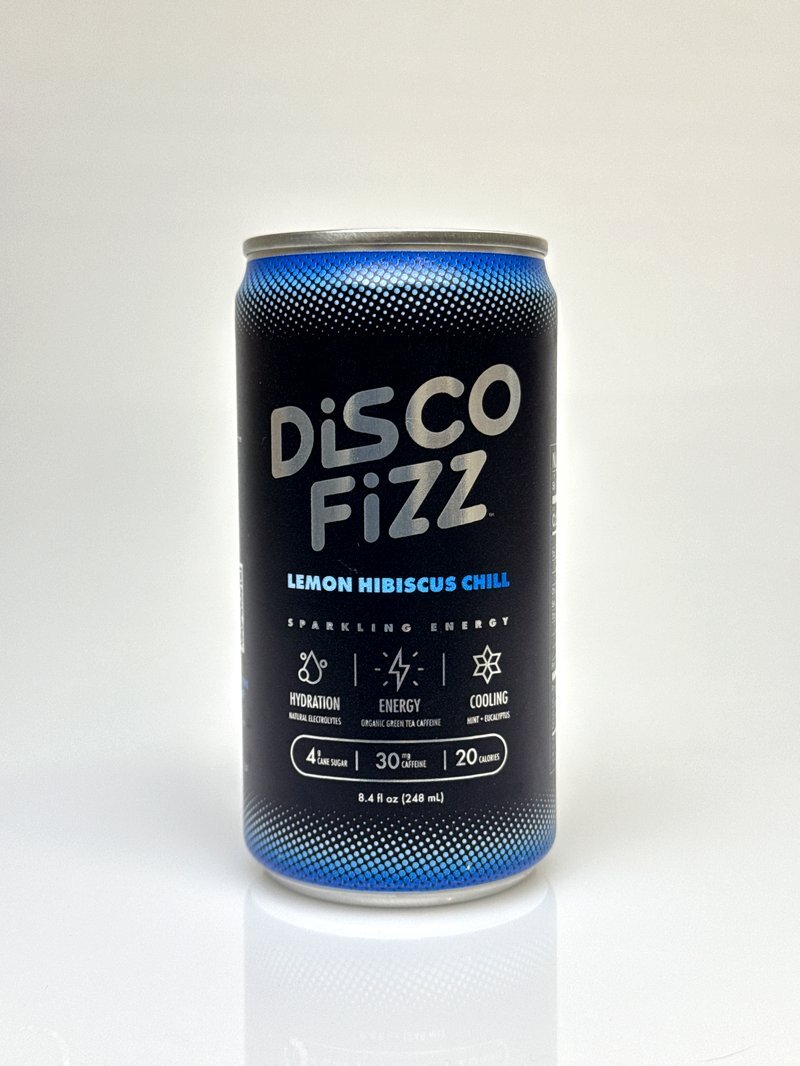 DiSCO
FiZZ
LEMON HIBISCUS CHILL
SPARKLING ENERGY
HYDRATION
NATURAL ELECTROLYTES
ENERGY
ORGANIC GREEN TEA CAFFEINE
COOLING
MINT + EUCALYPTUS
4g CANE SUGAR | 30mg CAFFEINE | 20 CALORIES
8.4 fl oz (248 mL)